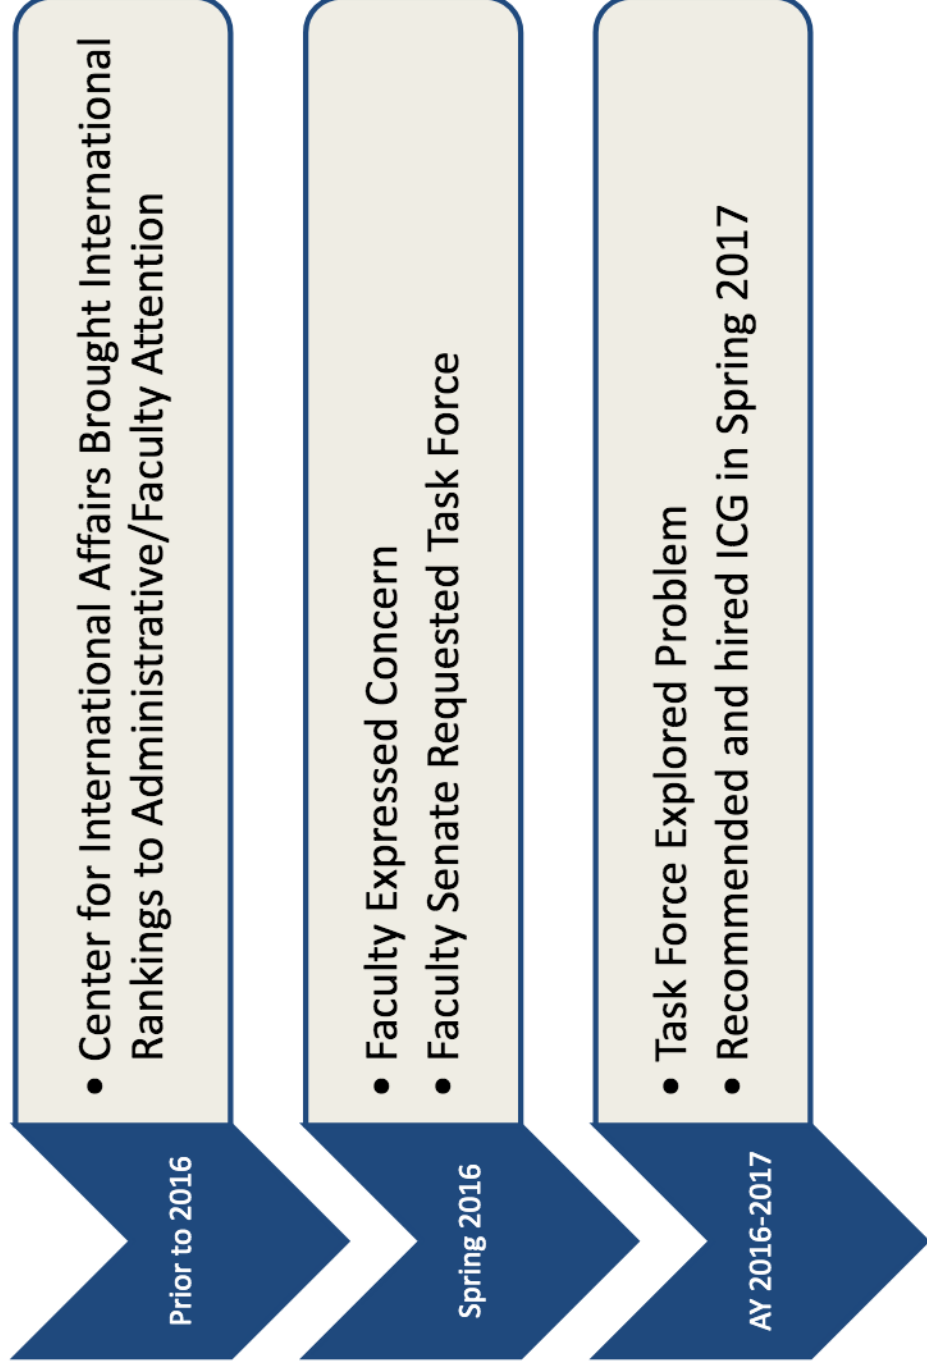 Prior to 2016
• Center for International Affairs Brought International
Rankings to Administrative/Faculty Attention
Spring 2016
• Faculty Expressed Concern
• Faculty Senate Requested Task Force
AY 2016-2017
• Task Force Explored Problem
• Recommended and hired ICG in Spring 2017